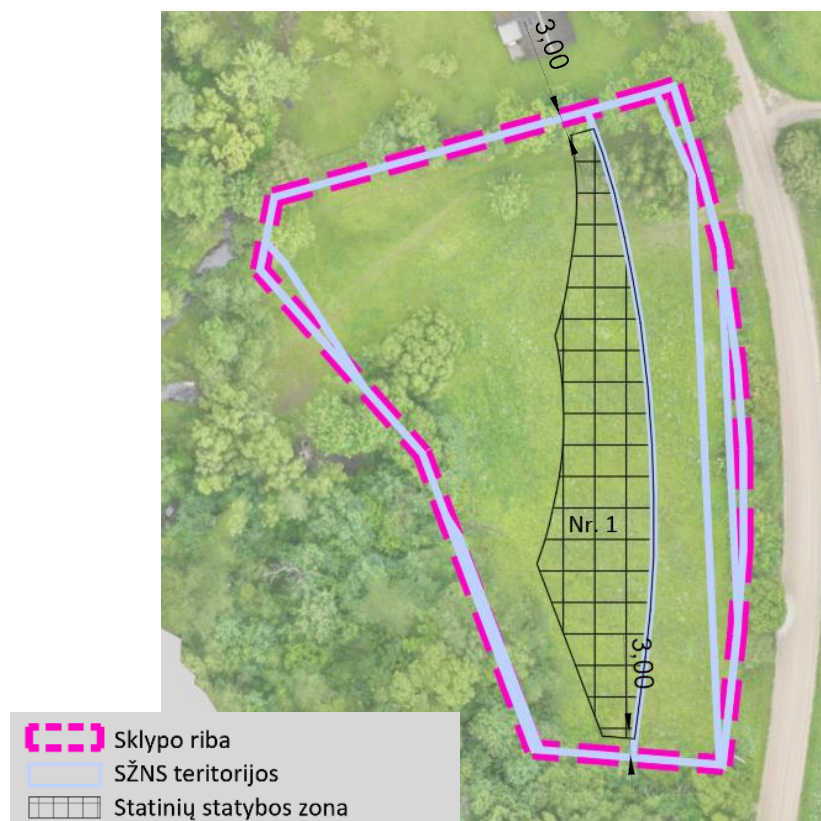 3,00
Nr. 1
3,00
Sklypo riba
SŽNS teritorijos
Statinių statybos zona